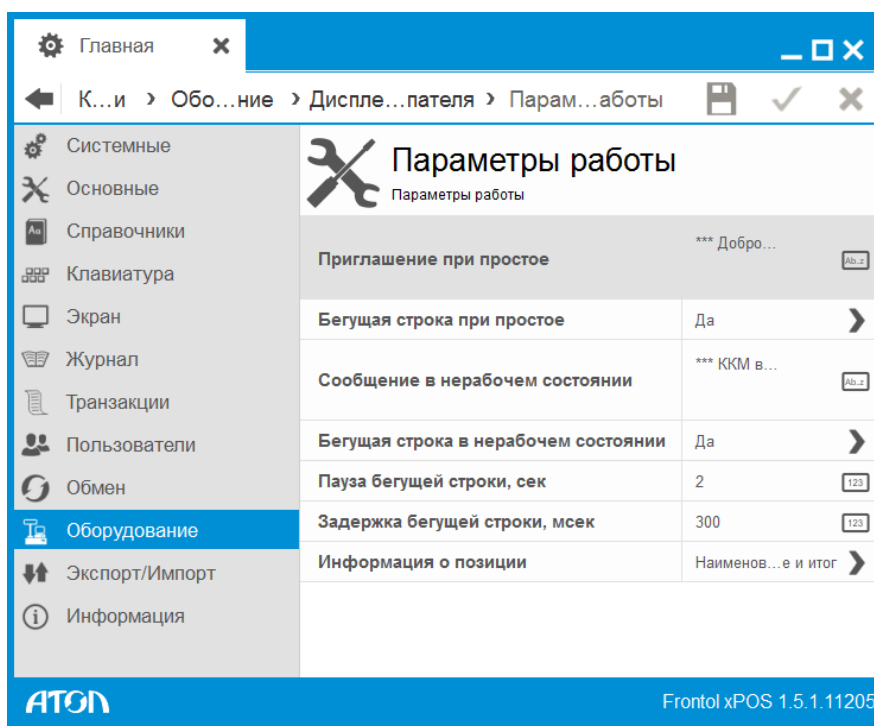 Главная
К…и › Обо…ние › Диспле…пателя › Парам…аботы
Системные
Основные
Справочники
Клавиатура
Экран
Журнал
Транзакции
Пользователи
Обмен
Оборудование
Экспорт/Импорт
Информация
Параметры работы
Параметры работы
Приглашение при простое *** Добро… Ab..z
Бегущая строка при простое Да
Сообщение в нерабочем состоянии *** ККМ в… Ab..z
Бегущая строка в нерабочем состоянии Да
Пауза бегущей строки, сек 2 123
Задержка бегущей строки, мсек 300 123
Информация о позиции Наименов…е и итог
АТОЛ Frontol xPOS 1.5.1.11205